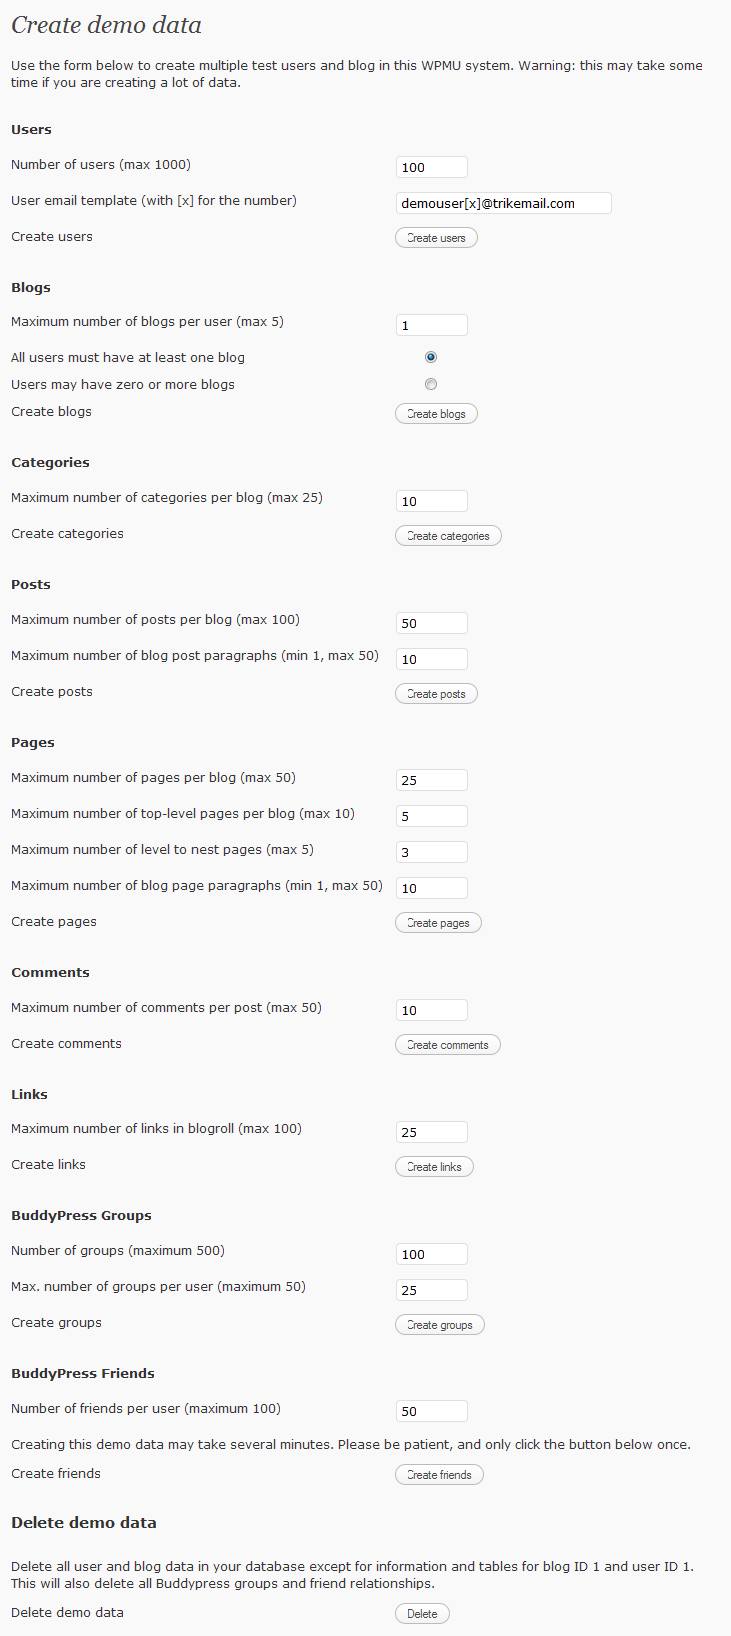 Create demo data
Use the form below to create multiple test users and blog in this WPMU system. Warning: this may take some
time if you are creating a lot of data.
Users
Number of users (max 1000) 100
User email template (with [x] for the number) demouser[x]@trikemail.com
Create users Create users
Blogs
Maximum number of blogs per user (max 5) 1
All users must have at least one blog
Users may have zero or more blogs
Create blogs Create blogs
Categories
Maximum number of categories per blog (max 25) 10
Create categories Create categories
Posts
Maximum number of posts per blog (max 100) 50
Maximum number of blog post paragraphs (min 1, max 50) 10
Create posts Create posts
Pages
Maximum number of pages per blog (max 50) 25
Maximum number of top-level pages per blog (max 10) 5
Maximum number of level to nest pages (max 5) 3
Maximum number of blog page paragraphs (min 1, max 50) 10
Create pages Create pages
Comments
Maximum number of comments per post (max 50) 10
Create comments Create comments
Links
Maximum number of links in blogroll (max 100) 25
Create links Create links
BuddyPress Groups
Number of groups (maximum 500) 100
Max. number of groups per user (maximum 50) 25
Create groups Create groups
BuddyPress Friends
Number of friends per user (maximum 100) 50
Creating this demo data may take several minutes. Please be patient, and only click the button below once.
Create friends Create friends
Delete demo data
Delete all user and blog data in your database except for information and tables for blog ID 1 and user ID 1.
This will also delete all Buddypress groups and friend relationships.
Delete demo data Delete